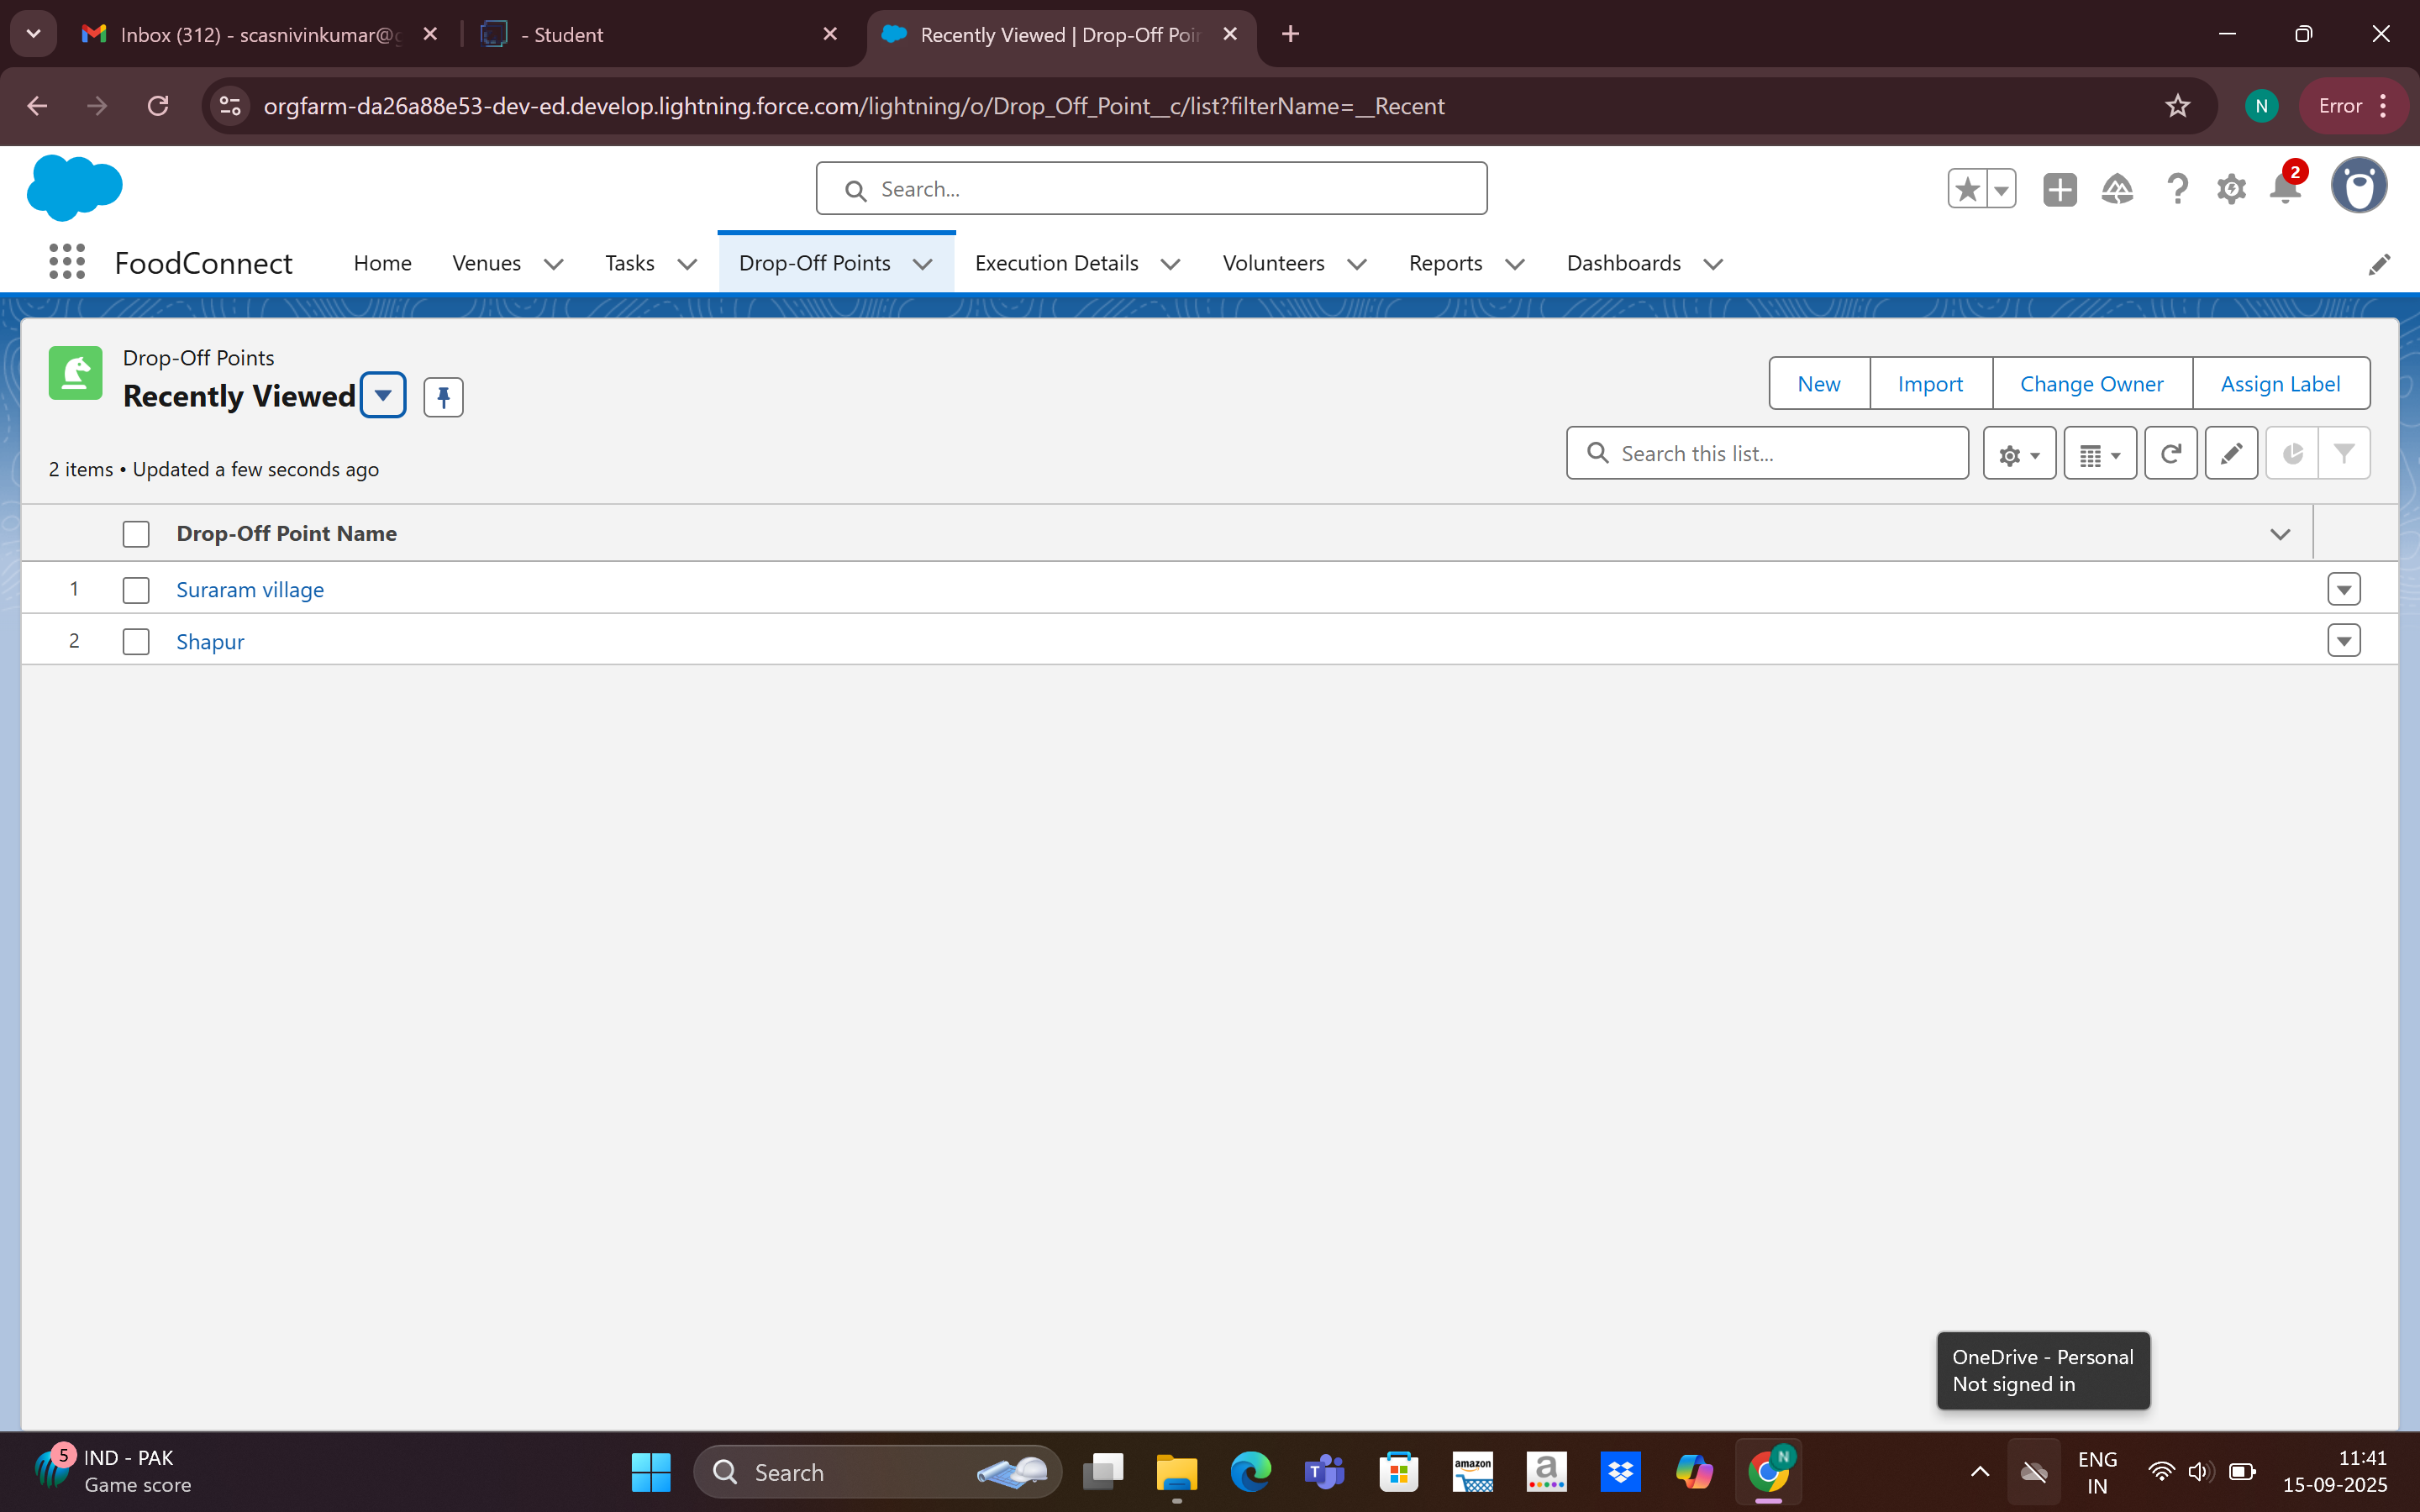 Inbox (312) - scasnivinkumar@g
- Student
Recently Viewed | Drop-Off Poin
orgfarm-da26a88e53-dev-ed.develop.lightning.force.com/lightning/o/Drop_Off_Point__c/list?filterName=__Recent
N
Error
Search...
2
FoodConnect
Home
Venues
Tasks
Drop-Off Points
Execution Details
Volunteers
Reports
Dashboards
Drop-Off Points
Recently Viewed
New
Import
Change Owner
Assign Label
2 items • Updated a few seconds ago
Search this list...
Drop-Off Point Name
1
Suraram village
2
Shapur
OneDrive - Personal
Not signed in
5
IND - PAK
Game score
Search
T
amazon
a
N
ENG
IN
11:41
15-09-2025